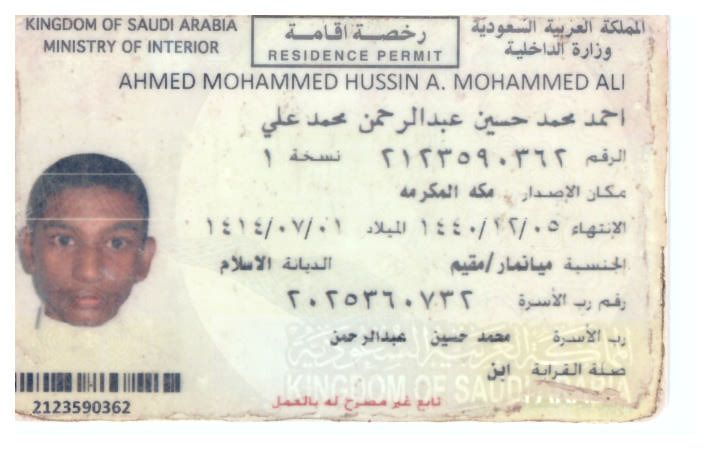 KINGDOM OF SAUDI ARABIA
MINISTRY OF INTERIOR
رخصة اقامة
RESIDENCE PERMIT
المملكة العربية السعودية
وزارة الداخلية
AHMED MOHAMMED HUSSIN A. MOHAMMED ALI
احمد محمد حسين عبدالرحمن محمد علي
الرقم ٢١٢٣٥٩٠٣٦٢ نسخة ١
مكان الإصدار مكه المكرمه
الإنتهاء ١٤٤٠/١٢/٠٥ الميلاد ١٤١٤/٠٧/٠١
الجنسية ميانمار/مقيم الديانة الاسلام
رقم رب الأسرة ٢٠٢٥٣٦٠٧٣٢
رب الأسرة محمد حسين عبدالرحمن
صلة القرابة ابن
المملكة العربية السعودية
KINGDOM OF SAUDI ARABIA
تابع غير مصرح له بالعمل
2123590362